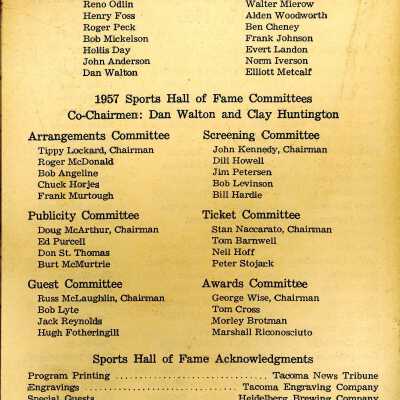 Reno Odlin
Henry Foss
Roger Peck
Bob Mickelson
Hollis Day
John Anderson
Dan Walton
Walter Mierow
Alden Woodworth
Ben Cheney
Frank Johnson
Evert Landon
Norm Iverson
Elliott Metcalf
1957 Sports Hall of Fame Committees
Co-Chairmen: Dan Walton and Clay Huntington
Arrangements Committee
Tippy Lockard, Chairman
Roger McDonald
Bob Angeline
Chuck Horjes
Frank Murtough
Screening Committee
John Kennedy, Chairman
Dill Howell
Jim Petersen
Bob Levinson
Bill Hardie
Publicity Committee
Doug McArthur, Chairman
Ed Purcell
Don St. Thomas
Burt McMurtrie
Ticket Committee
Stan Naccarato, Chairman
Tom Barnwell
Neil Hoff
Peter Stojack
Guest Committee
Russ McLaughlin, Chairman
Bob Lyte
Jack Reynolds
Hugh Fotheringill
Awards Committee
George Wise, Chairman
Tom Cross
Morley Brotman
Marshall Riconosciuto
Sports Hall of Fame Acknowledgments
Program Printing ........................ Tacoma News Tribune
Engravings ........................ Tacoma Engraving Company
Special Guests ........................ Heidelberg Brewing Company